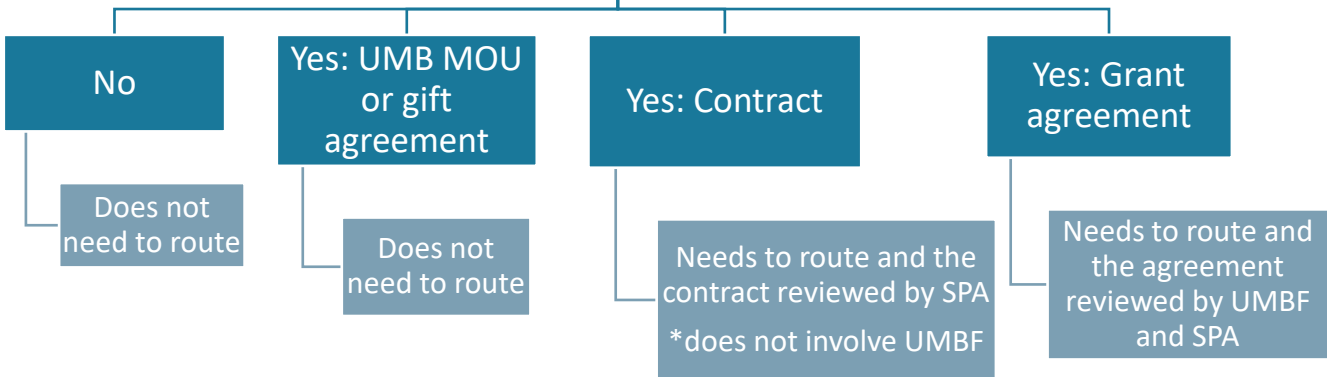 No
Yes: UMB MOU
or gift
agreement
Yes: Contract
Yes: Grant
agreement
Does not
need to route
Does not
need to route
Needs to route and the
contract reviewed by SPA
*does not involve UMBF
Needs to route and
the agreement
reviewed by UMBF
and SPA